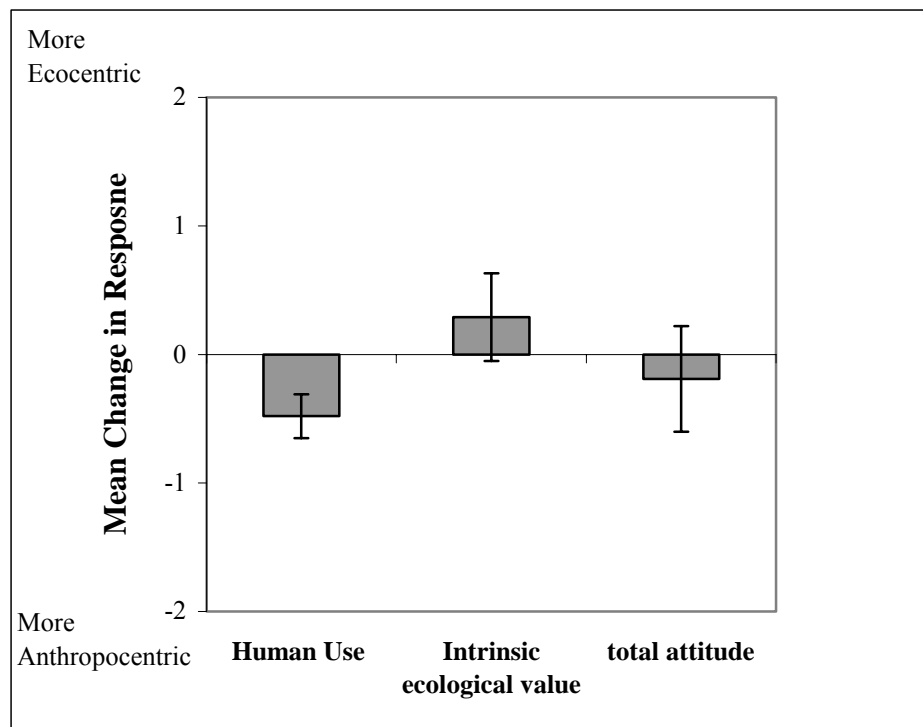 More
Ecocentric
2
1
0
-1
-2
Mean Change in Resposne
More
Anthropocentric
Human Use
Intrinsic
ecological value
total attitude